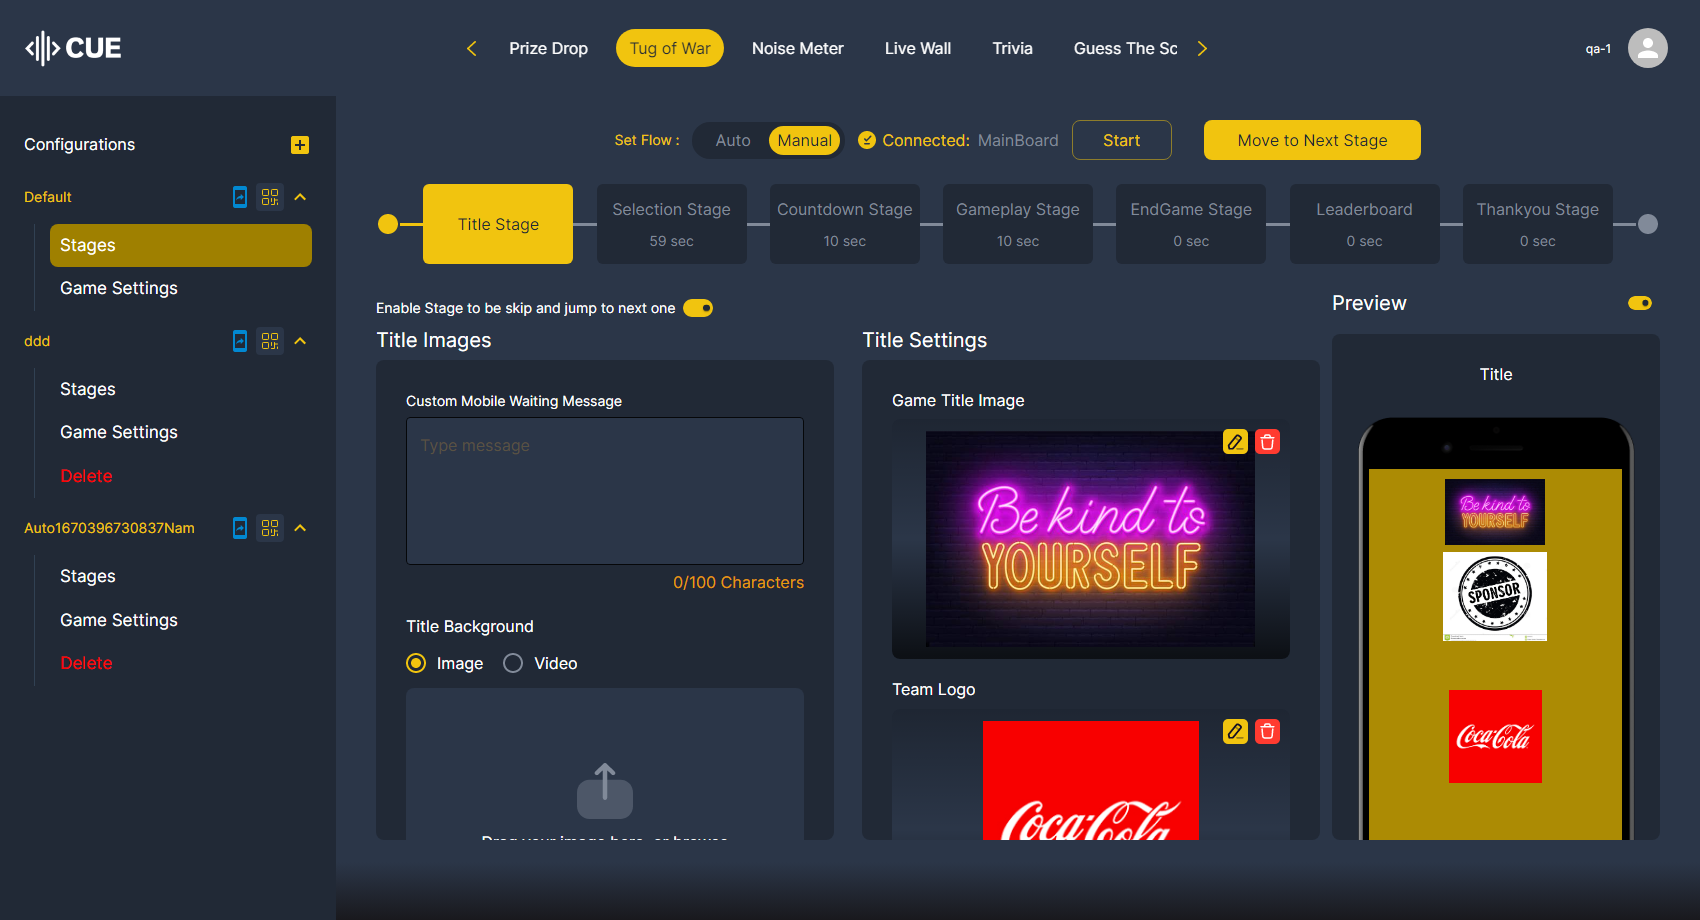 CUE
Prize Drop
Tug of War
Noise Meter
Live Wall
Trivia
Guess The Sc
qa-1
Configurations
Default
Stages
Game Settings
ddd
Stages
Game Settings
Delete
Auto1670396730837Nam
Stages
Game Settings
Delete
Set Flow :
Auto
Manual
Connected: MainBoard
Start
Move to Next Stage
Title Stage
Selection Stage
59 sec
Countdown Stage
10 sec
Gameplay Stage
10 sec
EndGame Stage
0 sec
Leaderboard
0 sec
Thankyou Stage
0 sec
Enable Stage to be skip and jump to next one
Title Images
Custom Mobile Waiting Message
Type message
0/100 Characters
Title Background
Image
Video
Drag your image here, or browse
Title Settings
Game Title Image
Be kind to
YOURSELF
Team Logo
Coca-Cola
Preview
Title
Be kind to
YOURSELF
SPONSOR
Coca-Cola